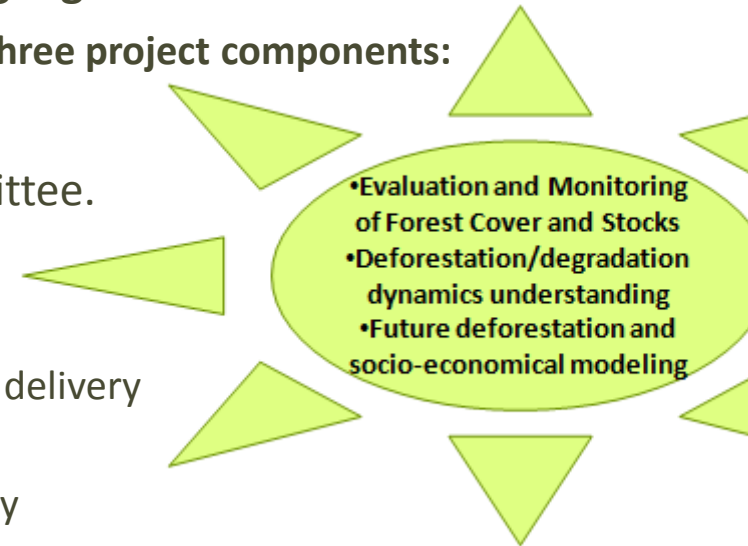 hree project components:
ittee.
•Evaluation and Monitoring
of Forest Cover and Stocks
•Deforestation/degradation
dynamics understanding
•Future deforestation and
socio-economical modeling
delivery
y